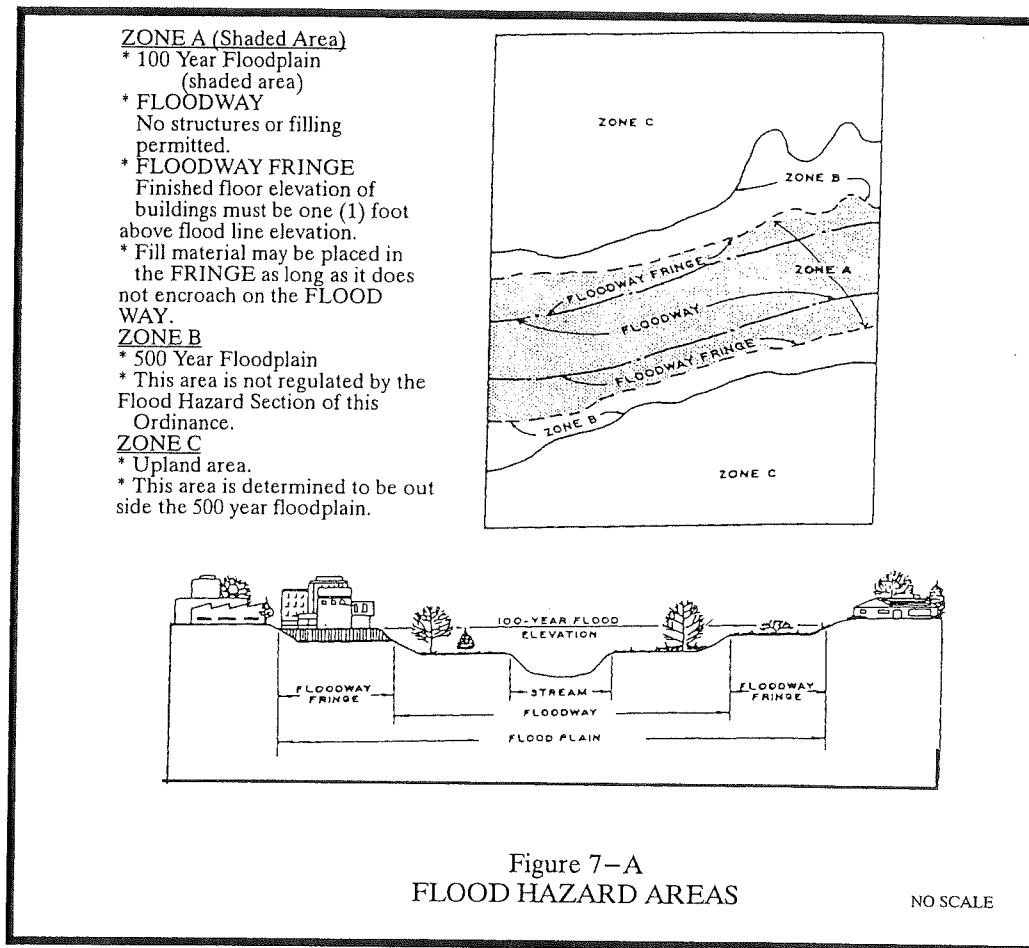 ZONE A (Shaded Area)
* 100 Year Floodplain
(shaded area)
* FLOODWAY
No structures or filling
permitted.
* FLOODWAY FRINGE
Finished floor elevation of
buildings must be one (1) foot
above flood line elevation.
* Fill material may be placed in
the FRINGE as long as it does
not encroach on the FLOOD
WAY.
ZONE B
* 500 Year Floodplain
* This area is not regulated by the
Flood Hazard Section of this
Ordinance.
ZONE C
* Upland area.
* This area is determined to be out
side the 500 year floodplain.
ZONE C
ZONE B
FLOODWAY FRINGE
ZONE A
FLOODWAY
FLOODWAY FRINGE
ZONE B
ZONE C
100-YEAR FLOOD
ELEVATION
FLOODWAY
FRINGE
STREAM
FLOODWAY
FRINGE
FLOODWAY
FLOOD PLAIN
Figure 7-A
FLOOD HAZARD AREAS
NO SCALE